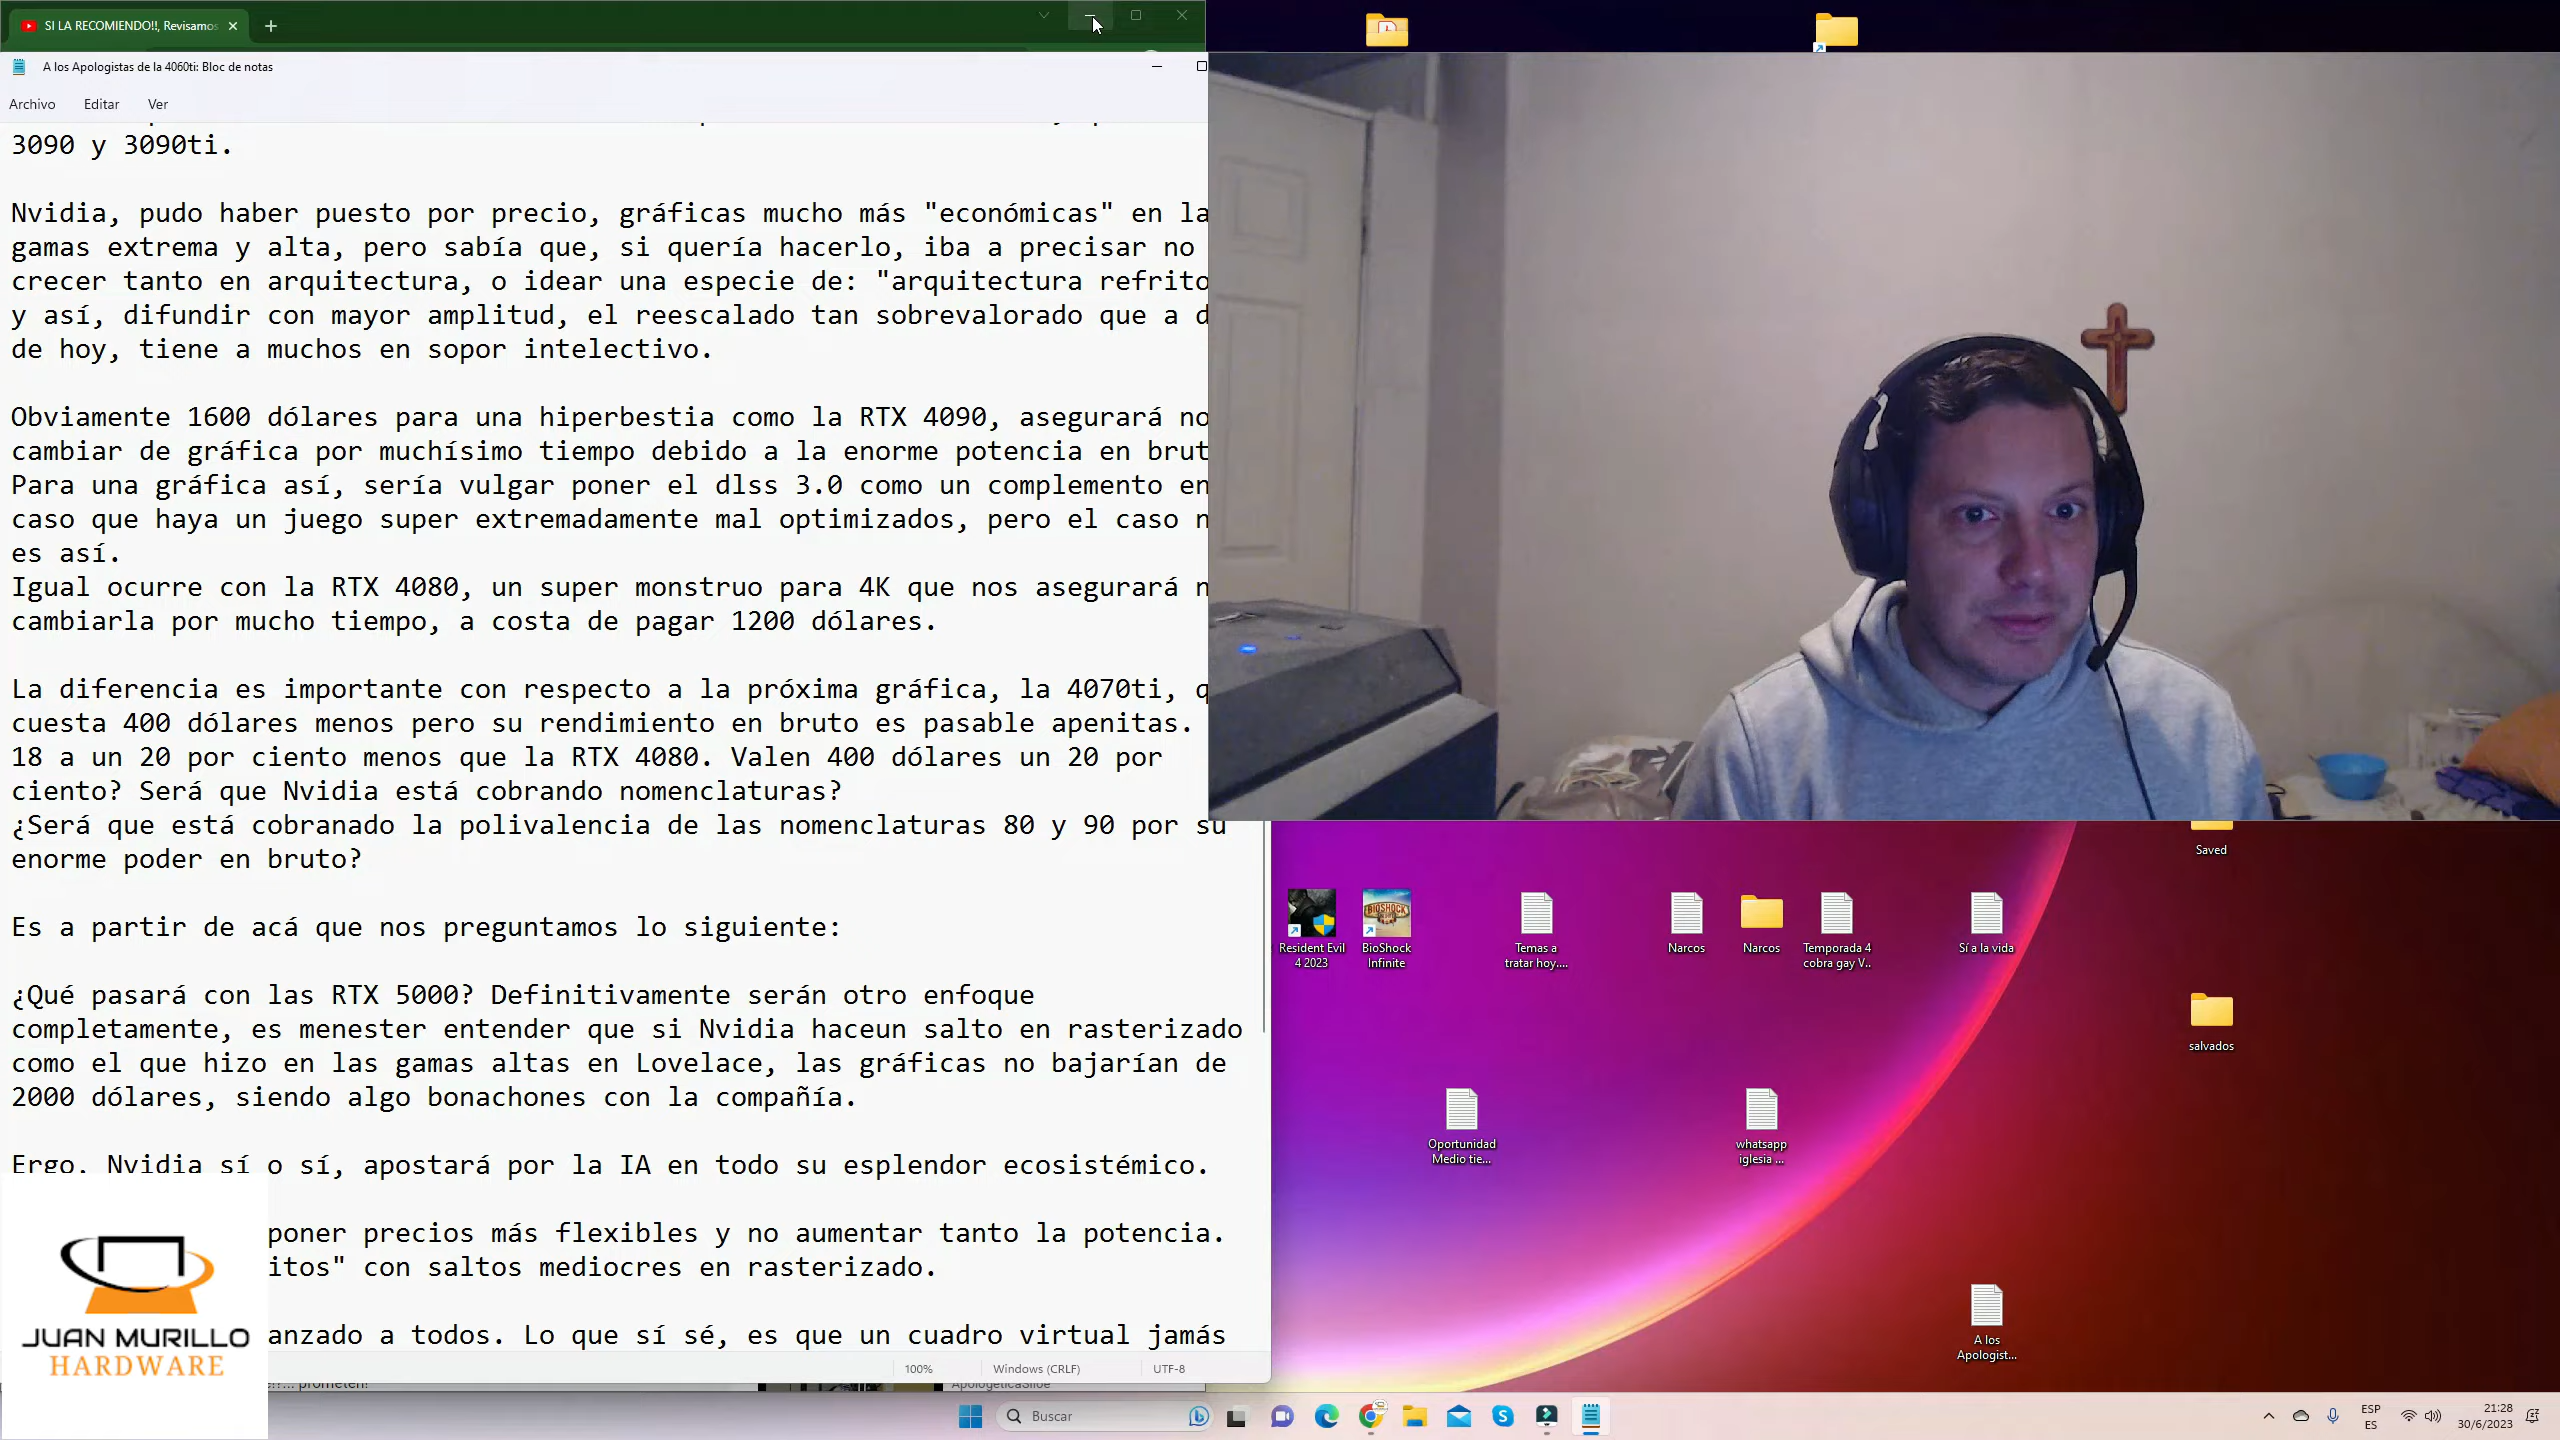 SI LA RECOMIENDO!!, Revisamos
A los Apologistas de la 4060ti: Bloc de notas
Archivo Editar Ver
3090 y 3090ti.
Nvidia, pudo haber puesto por precio, gráficas mucho más "económicas" en la
gamas extrema y alta, pero sabía que, si quería hacerlo, iba a precisar no
crecer tanto en arquitectura, o idear una especie de: "arquitectura refrito
y así, difundir con mayor amplitud, el reescalado tan sobrevalorado que a d
de hoy, tiene a muchos en sopor intelectivo.
Obviamente 1600 dólares para una hiperbestia como la RTX 4090, asegurará no
cambiar de gráfica por muchísimo tiempo debido a la enorme potencia en brut
Para una gráfica así, sería vulgar poner el dlss 3.0 como un complemento en
caso que haya un juego super extremadamente mal optimizados, pero el caso n
es así.
Igual ocurre con la RTX 4080, un super monstruo para 4K que nos asegurará n
cambiarla por mucho tiempo, a costa de pagar 1200 dólares.
La diferencia es importante con respecto a la próxima gráfica, la 4070ti, q
cuesta 400 dólares menos pero su rendimiento en bruto es pasable apenitas.
18 a un 20 por ciento menos que la RTX 4080. Valen 400 dólares un 20 por
ciento? Será que Nvidia está cobrando nomenclaturas?
¿Será que está cobranado la polivalencia de las nomenclaturas 80 y 90 por su
enorme poder en bruto?
Es a partir de acá que nos preguntamos lo siguiente:
¿Qué pasará con las RTX 5000? Definitivamente serán otro enfoque
completamente, es menester entender que si Nvidia haceun salto en rasterizado
como el que hizo en las gamas altas en Lovelace, las gráficas no bajarían de
2000 dólares, siendo algo bonachones con la compañía.
Ergo, Nvidia sí o sí, apostará por la IA en todo su esplendor ecosistémico.
poner precios más flexibles y no aumentar tanto la potencia.
itos" con saltos mediocres en rasterizado.
anzado a todos. Lo que sí sé, es que un cuadro virtual jamás
100% Windows (CRLF) UTF-8
JUAN MURILLO
HARDWARE
Saved
Resident Evil
4 2023
BioShock
Infinite
Temas a
tratar hoy....
Narcos
Narcos
Temporada 4
cobra gay V..
Sí a la vida
salvados
Oportunidad
Medio tie...
whatsapp
iglesia ...
A los
Apologist...
Buscar
ESP
ES
21:28
30/6/2023